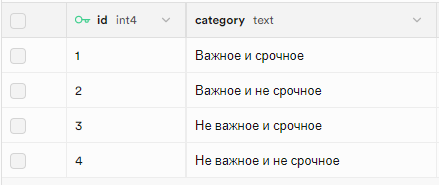 id int4 category text
1 Важное и срочное
2 Важное и не срочное
3 Не важное и срочное
4 Не важное и не срочное